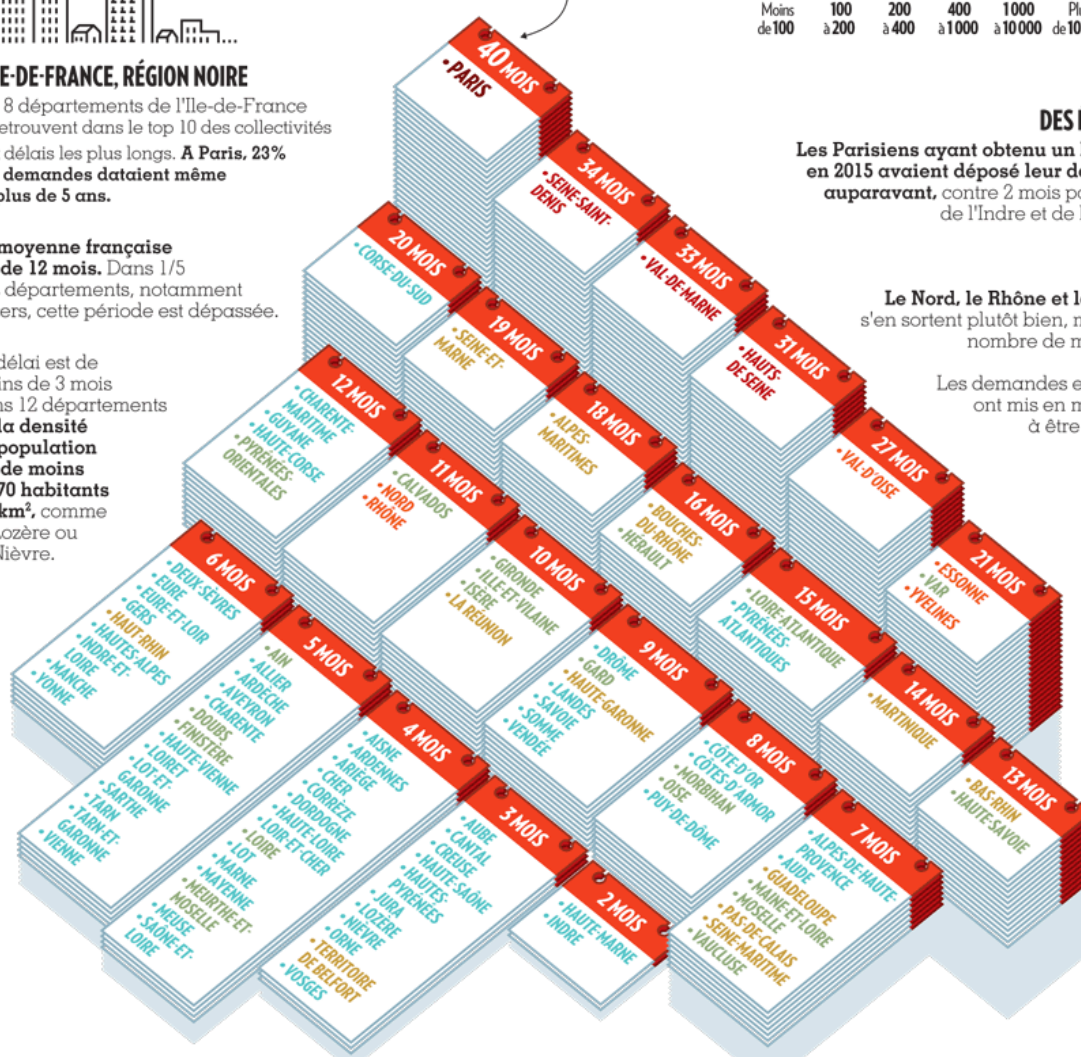 Moins
de 100
100
à 200
200
à 400
400
à 1000
1000
à 10 000
Plu
de 10
E-DE-FRANCE, RÉGION NOIRE
8 départements de l'Ile-de-France
etrouvent dans le top 10 des collectivités
délais les plus longs. A Paris, 23%
demandes dataient même
plus de 5 ans.
moyenne française
de 12 mois. Dans 1/5
départements, notamment
ers, cette période est dépassée.
délai est de
ins de 3 mois
ns 12 départements
la densité
population
de moins
70 habitants
km², comme
Lozère ou
Nièvre.
DES
Les Parisiens ayant obtenu un
en 2015 avaient déposé leur de
auparavant, contre 2 mois po
de l'Indre et de
Le Nord, le Rhône et le
s'en sortent plutôt bien,
nombre de m
Les demandes e
ont mis en m
à être
40 MOIS
•PARIS
34 MOIS
•SEINE-SAINT-
DENIS
33 MOIS
•VAL-DE-MARNE
31 MOIS
•HAUTS-
DE SEINE
27 MOIS
•VAL-D'OISE
21 MOIS
•ESSONNE
•VAR
•YVELINES
20 MOIS
•CORSE-DU-SUD
19 MOIS
•SEINE-ET-
MARNE
18 MOIS
•ALPES-
MARITIMES
16 MOIS
•BOUCHES-
DU-RHÔNE
•HÉRAULT
15 MOIS
•LOIRE-ATLANTIQUE
•PYRÉNÉES-
ATLANTIQUES
14 MOIS
•MARTINIQUE
13 MOIS
•BAS-RHIN
•HAUTE-SAVOIE
12 MOIS
•CHARENTE-
MARITIME
•GUYANE
•HAUTE-CORSE
•PYRÉNÉES-
ORIENTALES
11 MOIS
•CALVADOS
•NORD
•RHÔNE
10 MOIS
•GIRONDE
•ILLE-ET-VILAINE
•ISÈRE
•LA RÉUNION
9 MOIS
•DRÔME
•GARD
•HAUTE-GARONNE
•LANDES
•SAVOIE
•SOMME
•VENDÉE
8 MOIS
•CÔTE-D'OR
•CÔTES-D'ARMOR
•MORBIHAN
•OISE
•PUY-DE-DÔME
7 MOIS
•ALPES-DE-HAUTE-
PROVENCE
•AUDE
•GUADELOUPE
•MAINE-ET-LOIRE
•MOSELLE
•PAS-DE-CALAIS
•SEINE-MARITIME
•VAUCLUSE
6 MOIS
•DEUX-SÈVRES
•EURE
•EURE-ET-LOIR
•GERS
•HAUT-RHIN
•HAUTES-ALPES
•INDRE-ET-
LOIRE
•MANCHE
•YONNE
5 MOIS
•AIN
•ALLIER
•ARDÈCHE
•AVEYRON
•CHARENTE
•DOUBS
•FINISTÈRE
•HAUTE-VIENNE
•LOIRET
•LOT-ET-
GARONNE
•SARTHE
•TARN
•TARN-ET-
GARONNE
•VIENNE
4 MOIS
•AISNE
•ARDENNES
•ARIÈGE
•CHER
•CORRÈZE
•DORDOGNE
•HAUTE-LOIRE
•LOIR-ET-CHER
•LOIRE
•LOT
•MARNE
•MAYENNE
•MEURTHE-ET-
MOSELLE
•MEUSE
•SAÔNE-ET-
LOIRE
3 MOIS
•AUBE
•CANTAL
•CREUSE
•HAUTE-SAÔNE
•HAUTES-
PYRÉNÉES
•JURA
•LOZÈRE
•NIÈVRE
•ORNE
•TERRITOIRE
DE BELFORT
•VOSGES
2 MOIS
•HAUTE-MARNE
•INDRE